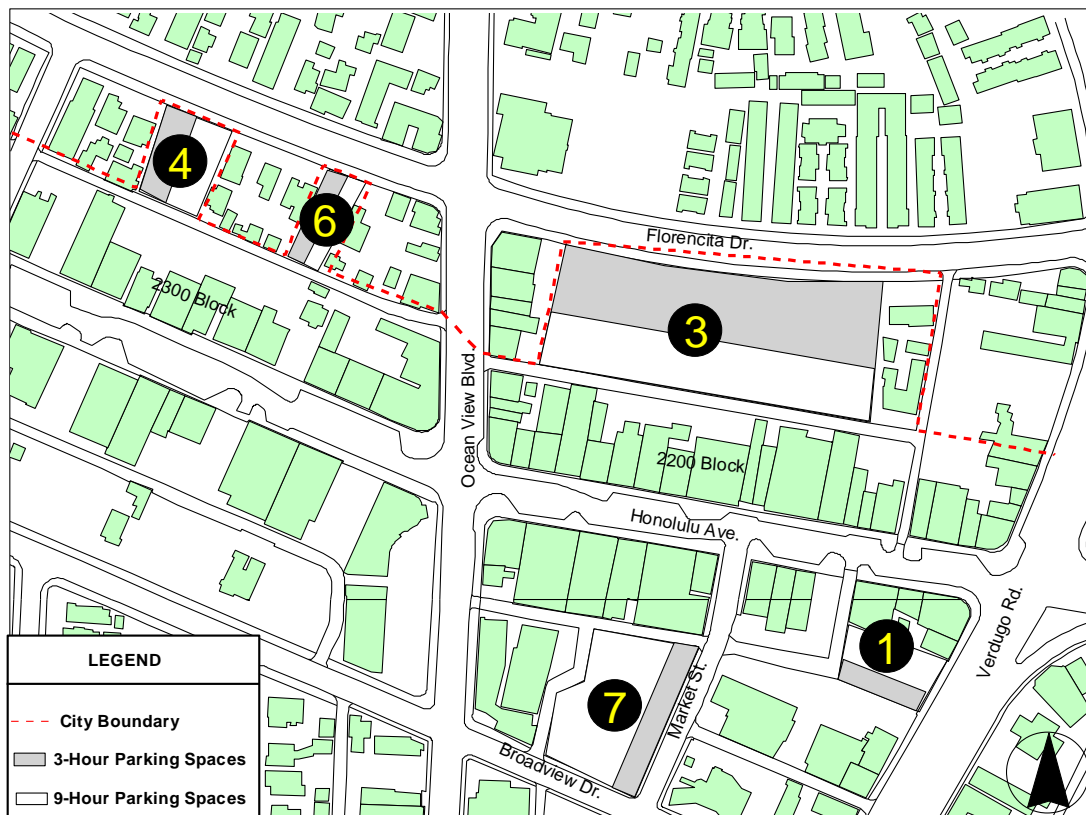 4
6
Florencita Dr.
2300 Block
3
Ocean View Blvd.
2200 Block
Honolulu Ave.
Verdugo Rd.
1
Market St.
7
Broadview Dr.
LEGEND
City Boundary
3-Hour Parking Spaces
9-Hour Parking Spaces